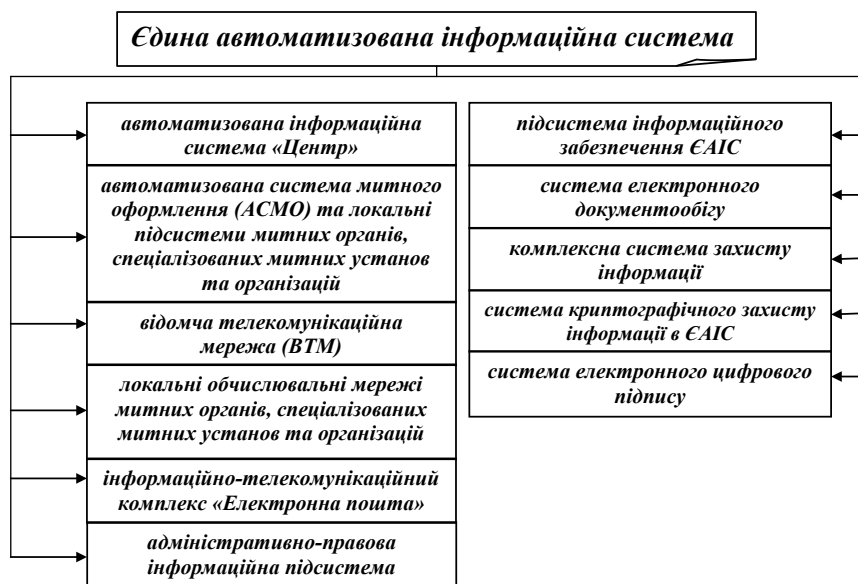 Єдина автоматизована інформаційна система
автоматизована інформаційна
система «Центр»
автоматизована система митного
оформлення (АСМО) та локальні
підсистеми митних органів,
спеціалізованих митних установ
та організацій
відомча телекомунікаційна
мережа (ВТМ)
локальні обчислювальні мережі
митних органів, спеціалізованих
митних установ та організацій
інформаційно-телекомунікаційний
комплекс «Електронна пошта»
адміністративно-правова
інформаційна підсистема
підсистема інформаційного
забезпечення ЄАІС
система електронного
документообігу
комплексна система захисту
інформації
система криптографічного захисту
інформації в ЄАІС
система електронного цифрового
підпису